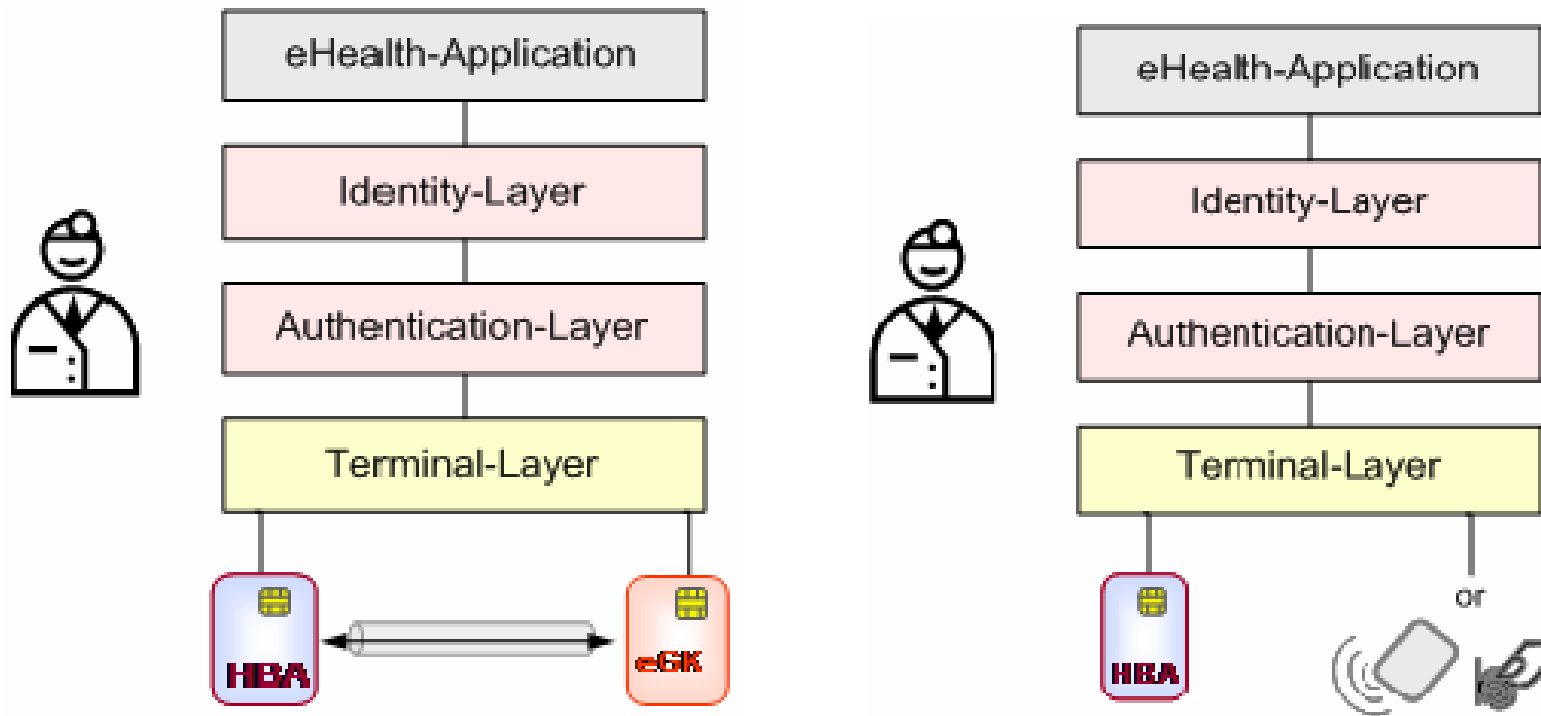 eHealth-Application
Identity-Layer
Authentication-Layer
Terminal-Layer
HBA
eGK
eHealth-Application
Identity-Layer
Authentication-Layer
Terminal-Layer
or
HBA